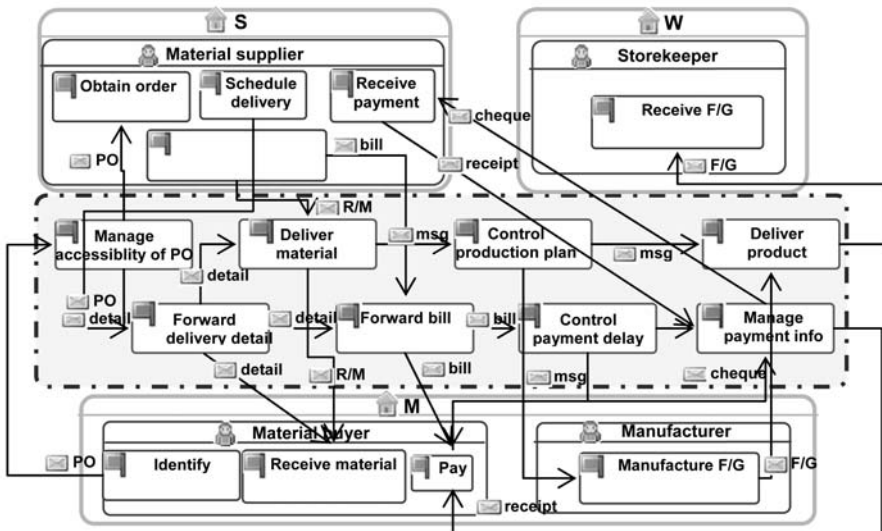 S
W
Material supplier
Storekeeper
Obtain order
Schedule
delivery
Receive
payment
Receive F/G
cheque
PO
bill
receipt
F/G
R/M
Manage
accessiblity of PO
Deliver
material
msg
Control
production plan
msg
Deliver
product
detail
PO
detail
Forward
delivery detail
detail
Forward bill
bill
Control
payment delay
Manage
payment info
detail
R/M
bill
msg
cheque
M
Material buyer
Manufacturer
PO
Identify
Receive material
Pay
Manufacture F/G
F/G
receipt